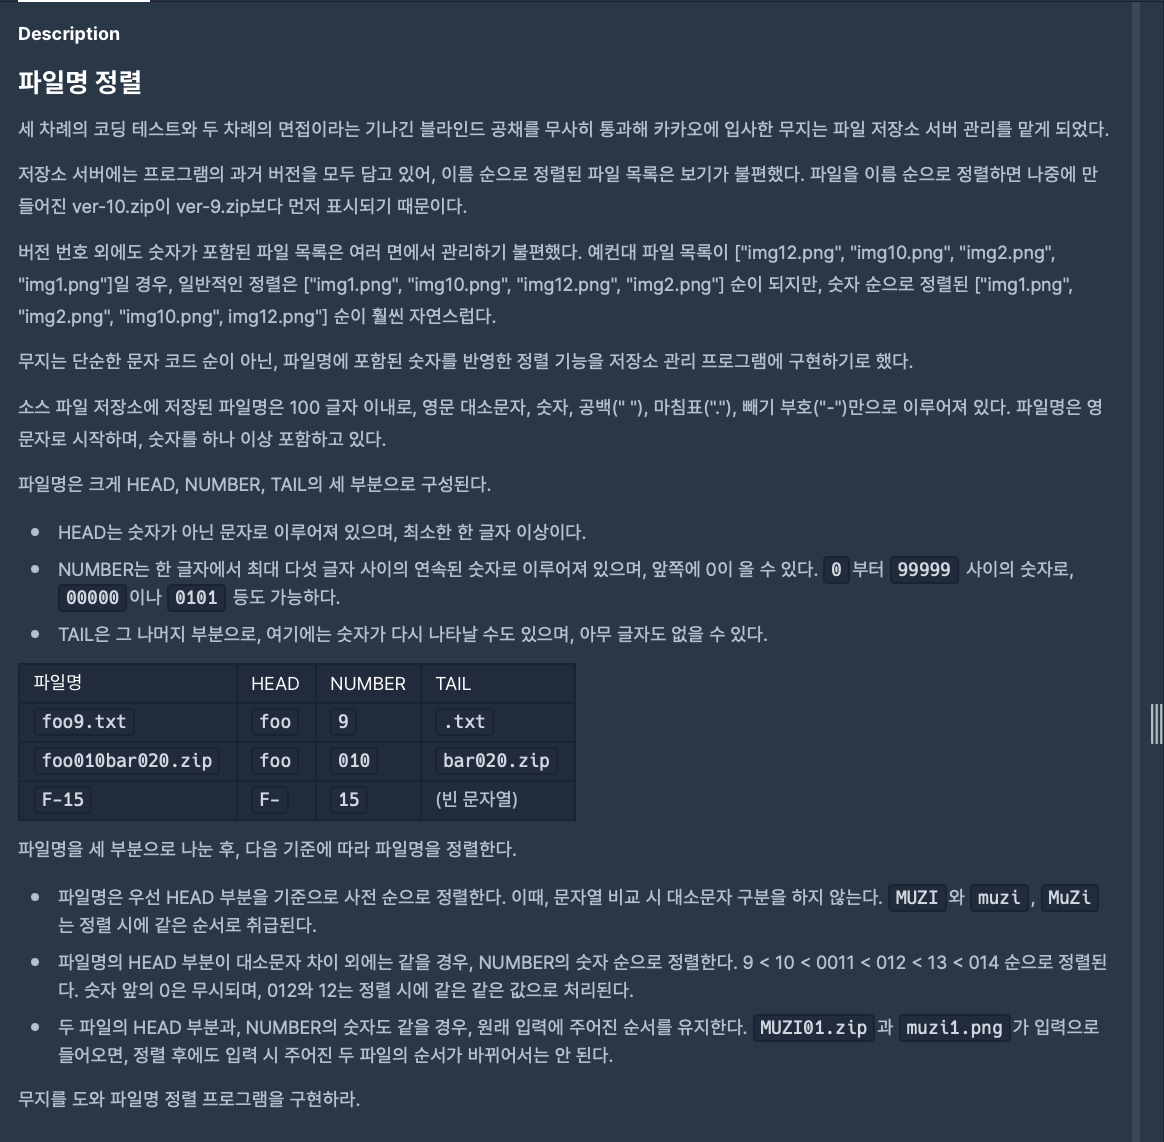 Description
파일명 정렬
세 차례의 코딩 테스트와 두 차례의 면접이라는 기나긴 블라인드 공채를 무사히 통과해 카카오에 입사한 무지는 파일 저장소 서버 관리를 맡게 되었다.
저장소 서버에는 프로그램의 과거 버전을 모두 담고 있어, 이름 순으로 정렬된 파일 목록은 보기가 불편했다. 파일을 이름 순으로 정렬하면 나중에 만
들어진 ver-10.zip이 ver-9.zip보다 먼저 표시되기 때문이다.
버전 번호 외에도 숫자가 포함된 파일 목록은 여러 면에서 관리하기 불편했다. 예컨대 파일 목록이 ["img12.png", "img10.png", "img2.png",
"img1.png"]일 경우, 일반적인 정렬은 ["img1.png", "img10.png", "img12.png", "img2.png"] 순이 되지만, 숫자 순으로 정렬된 ["img1.png",
"img2.png", "img10.png", img12.png"] 순이 훨씬 자연스럽다.
무지는 단순한 문자 코드 순이 아닌, 파일명에 포함된 숫자를 반영한 정렬 기능을 저장소 관리 프로그램에 구현하기로 했다.
소스 파일 저장소에 저장된 파일명은 100 글자 이내로, 영문 대소문자, 숫자, 공백(" "), 마침표("."), 빼기 부호("-")만으로 이루어져 있다. 파일명은 영
문자로 시작하며, 숫자를 하나 이상 포함하고 있다.
파일명은 크게 HEAD, NUMBER, TAIL의 세 부분으로 구성된다.
• HEAD는 숫자가 아닌 문자로 이루어져 있으며, 최소한 한 글자 이상이다.
• NUMBER는 한 글자에서 최대 다섯 글자 사이의 연속된 숫자로 이루어져 있으며, 앞쪽에 0이 올 수 있다. 0 부터 99999 사이의 숫자로,
00000 이나 0101 등도 가능하다.
• TAIL은 그 나머지 부분으로, 여기에는 숫자가 다시 나타날 수도 있으며, 아무 글자도 없을 수 있다.
파일명 HEAD NUMBER TAIL
foo9.txt foo 9 .txt
foo010bar020.zip foo 010 bar020.zip
F-15 F- 15 (빈 문자열)
파일명을 세 부분으로 나눈 후, 다음 기준에 따라 파일명을 정렬한다.
• 파일명은 우선 HEAD 부분을 기준으로 사전 순으로 정렬한다. 이때, 문자열 비교 시 대소문자 구분을 하지 않는다. MUZI 와 muzi , MuZi
는 정렬 시에 같은 순서로 취급된다.
• 파일명의 HEAD 부분이 대소문자 차이 외에는 같을 경우, NUMBER의 숫자 순으로 정렬한다. 9 < 10 < 0011 < 012 < 13 < 014 순으로 정렬된
다. 숫자 앞의 0은 무시되며, 012와 12는 정렬 시에 같은 같은 값으로 처리된다.
• 두 파일의 HEAD 부분과, NUMBER의 숫자도 같을 경우, 원래 입력에 주어진 순서를 유지한다. MUZI01.zip 과 muzi1.png 가 입력으로
들어오면, 정렬 후에도 입력 시 주어진 두 파일의 순서가 바뀌어서는 안 된다.
무지를 도와 파일명 정렬 프로그램을 구현하라.